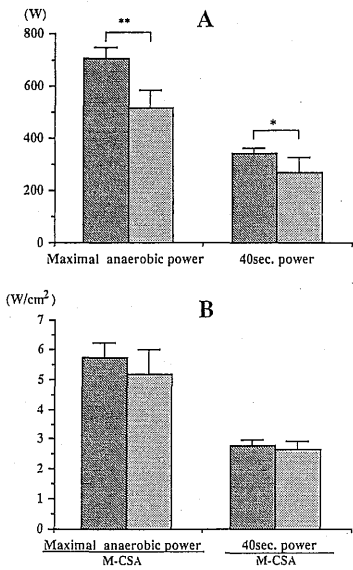 (W)
A
800
**
600
*
400
200
0
Maximal anaerobic power
40sec. power
(W/cm²)
B
7
6
5
4
3
2
1
0
Maximal anaerobic power
40sec. power
M-CSA
M-CSA